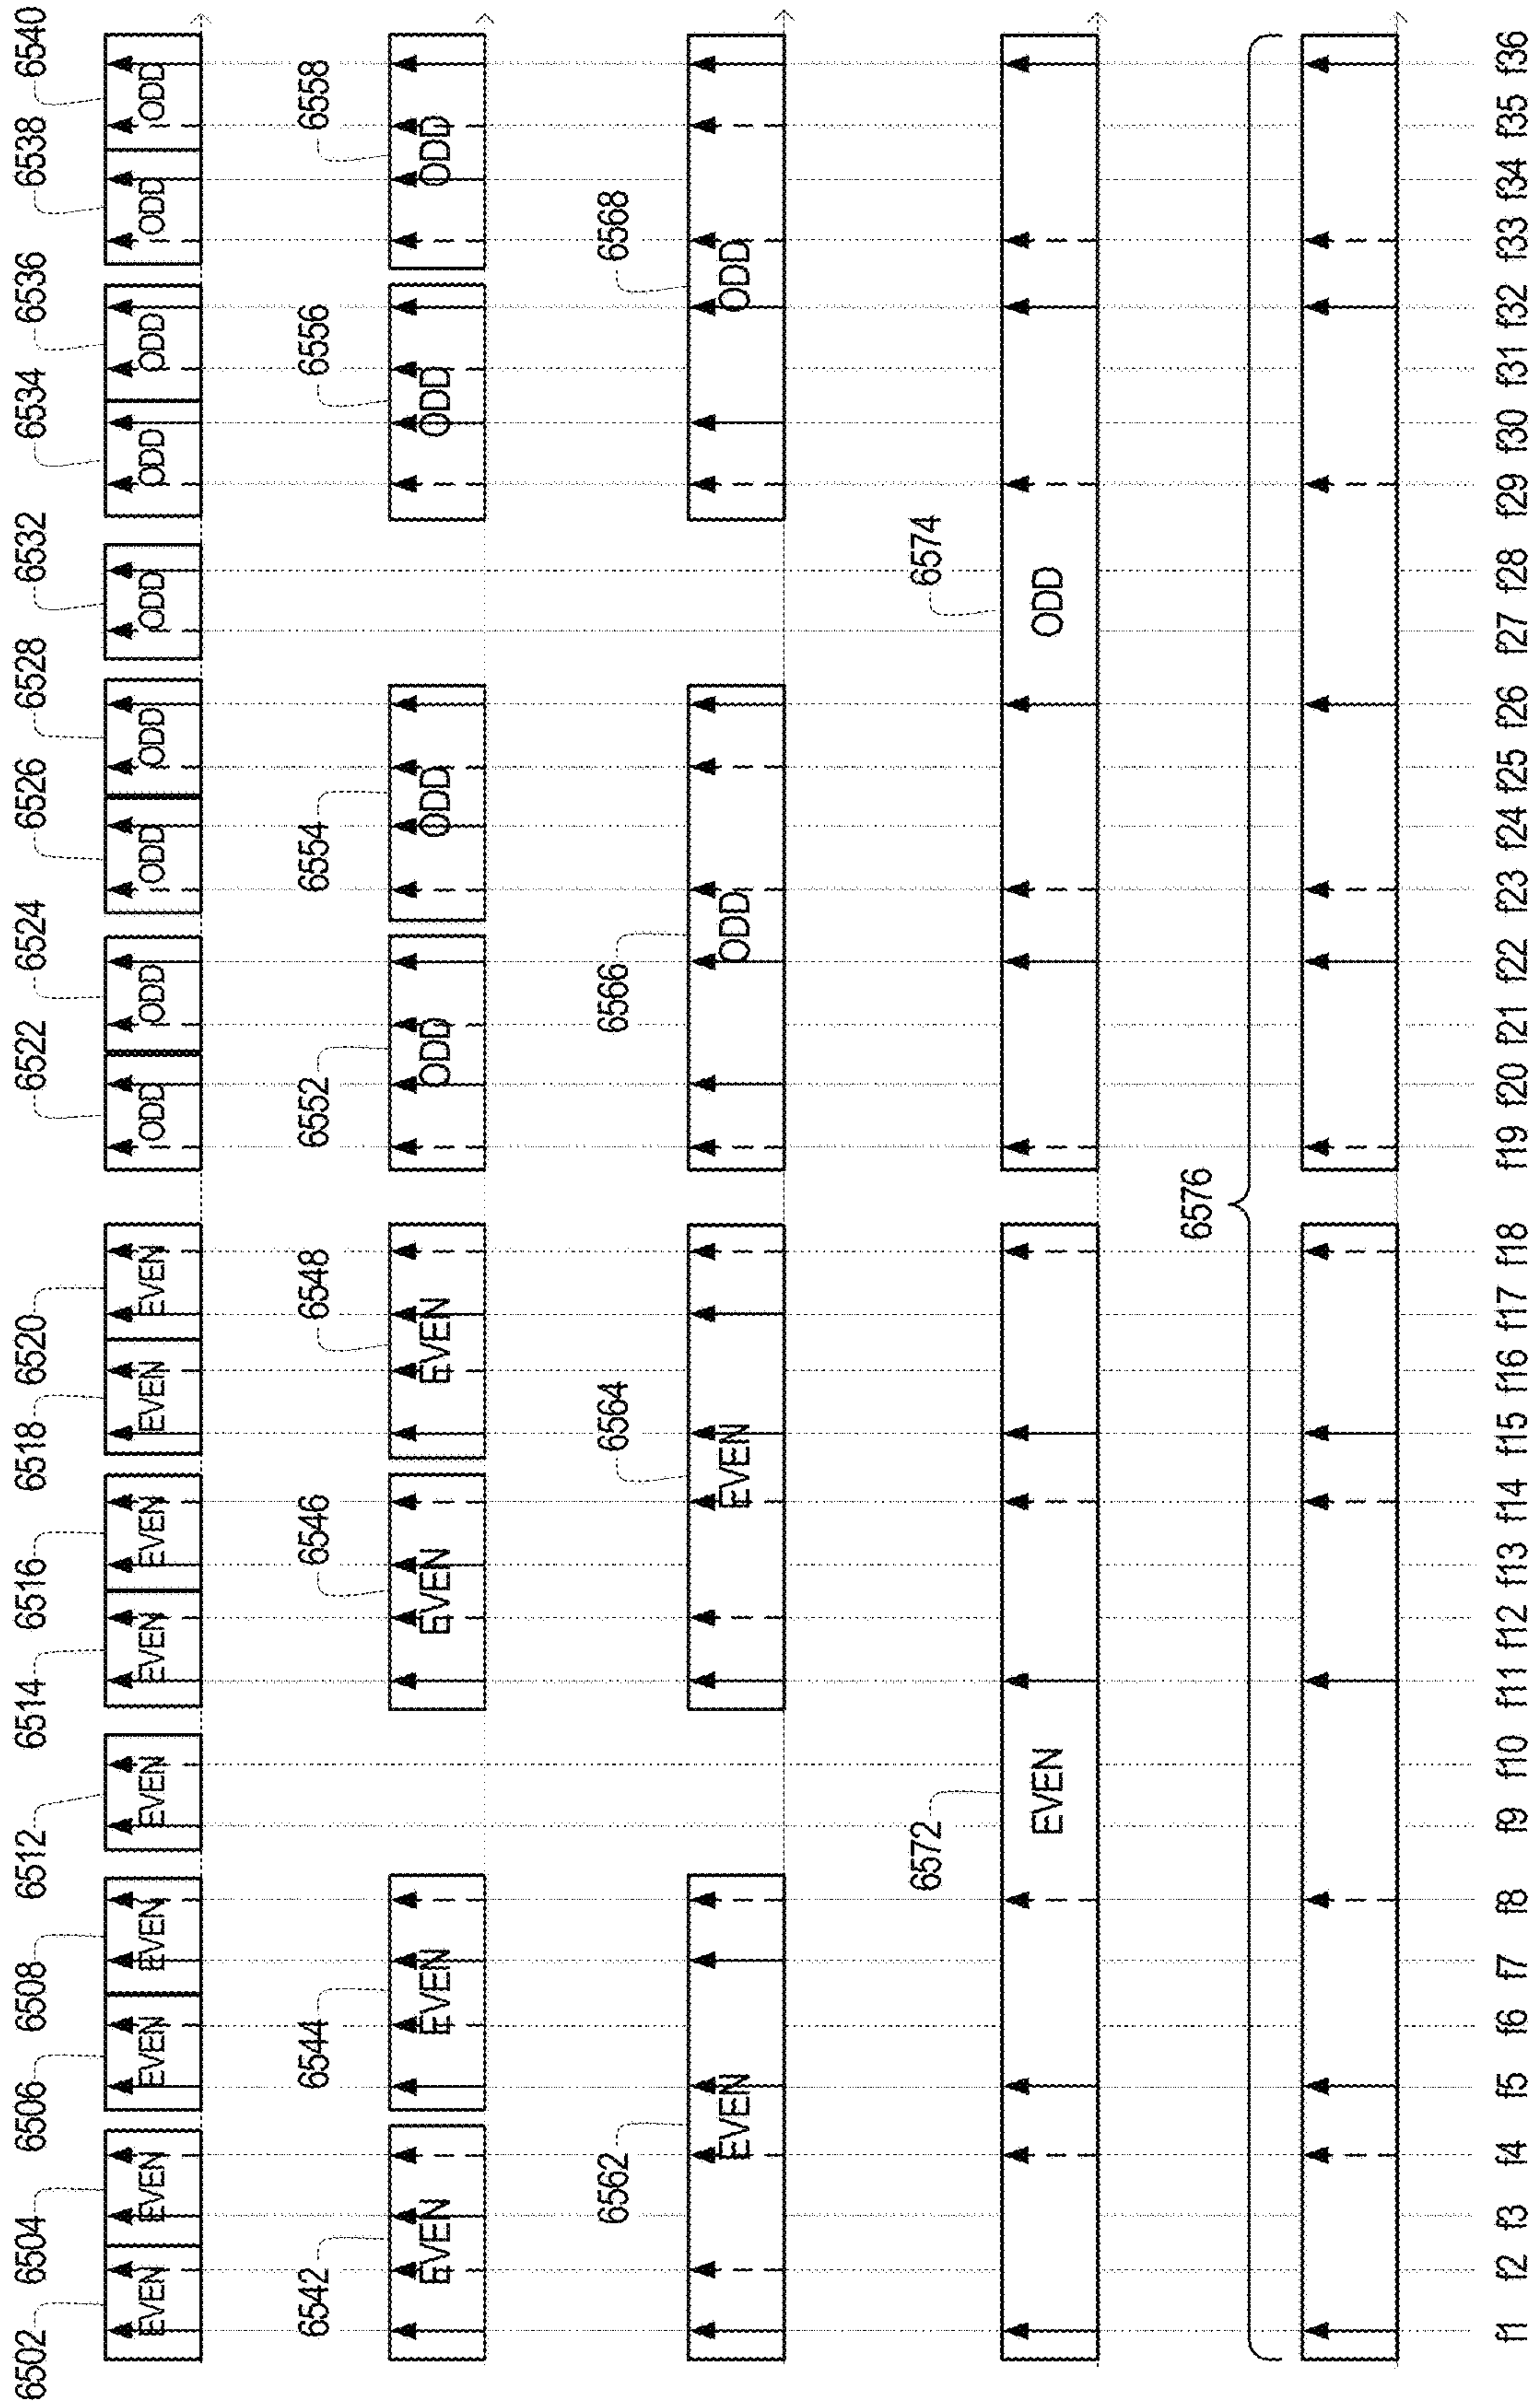 6502 6504 6506 6508 6512 6514 6516 6518 6520 6522 6524 6526 6528 6532 6534 6536 6538 6540
EVEN EVEN EVEN EVEN EVEN EVEN EVEN EVEN EVEN ODD ODD ODD ODD ODD ODD ODD ODD ODD
6542 6544 6546 6548 6552 6554 6556 6558
EVEN EVEN EVEN EVEN ODD ODD ODD ODD
6562 6564 6566 6568
EVEN EVEN ODD ODD
6572 6574
EVEN ODD
6576
f1 f2 f3 f4 f5 f6 f7 f8 f9 f10 f11 f12 f13 f14 f15 f16 f17 f18 f19 f20 f21 f22 f23 f24 f25 f26 f27 f28 f29 f30 f31 f32 f33 f34 f35 f36